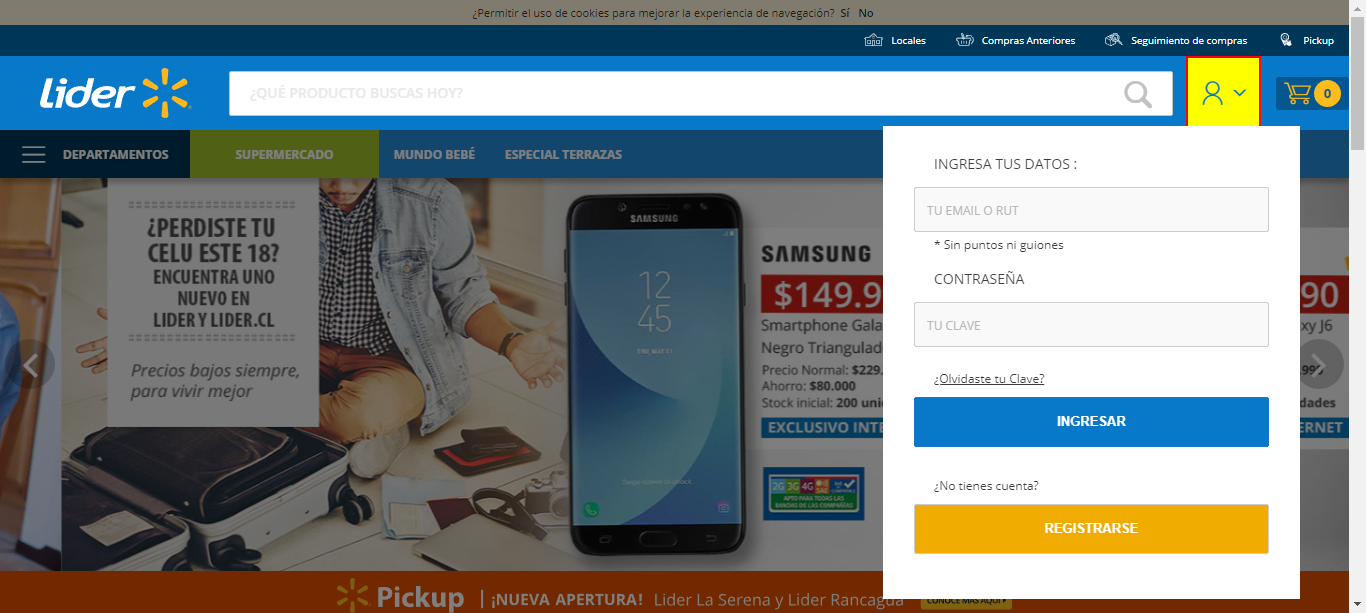 ¿Permitir el uso de cookies para mejorar la experiencia de navegación? Sí No
Locales Compras Anteriores Seguimiento de compras Pickup
Lider
¿QUÉ PRODUCTO BUSCAS HOY?
0
DEPARTAMENTOS SUPERMERCADO MUNDO BEBÉ ESPECIAL TERRAZAS
¿PERDISTE TU
CELU ESTE 18?
ENCUENTRA UNO
NUEVO EN
LIDER Y LIDER.CL
Precios bajos siempre,
para vivir mejor
SAMSUNG
12
45
SAMSUNG
$149.9
Smartphone Gala
Negro Triangulad
Precio Normal: $229.
Ahorro: $80.000
Stock inicial: 200 uni
EXCLUSIVO INTE
2G 3G 4G
APTO PARA TODAS LAS
BANDAS DE LAS COMPAÑÍAS
INGRESA TUS DATOS :
TU EMAIL O RUT
* Sin puntos ni guiones
CONTRASEÑA
TU CLAVE
¿Olvidaste tu Clave?
INGRESAR
¿No tienes cuenta?
REGISTRARSE
90
xy J6
.990
dades
ERNET
Pickup | ¡NUEVA APERTURA! Lider La Serena y Lider Rancagua
CONOCE MÁS AQUÍ